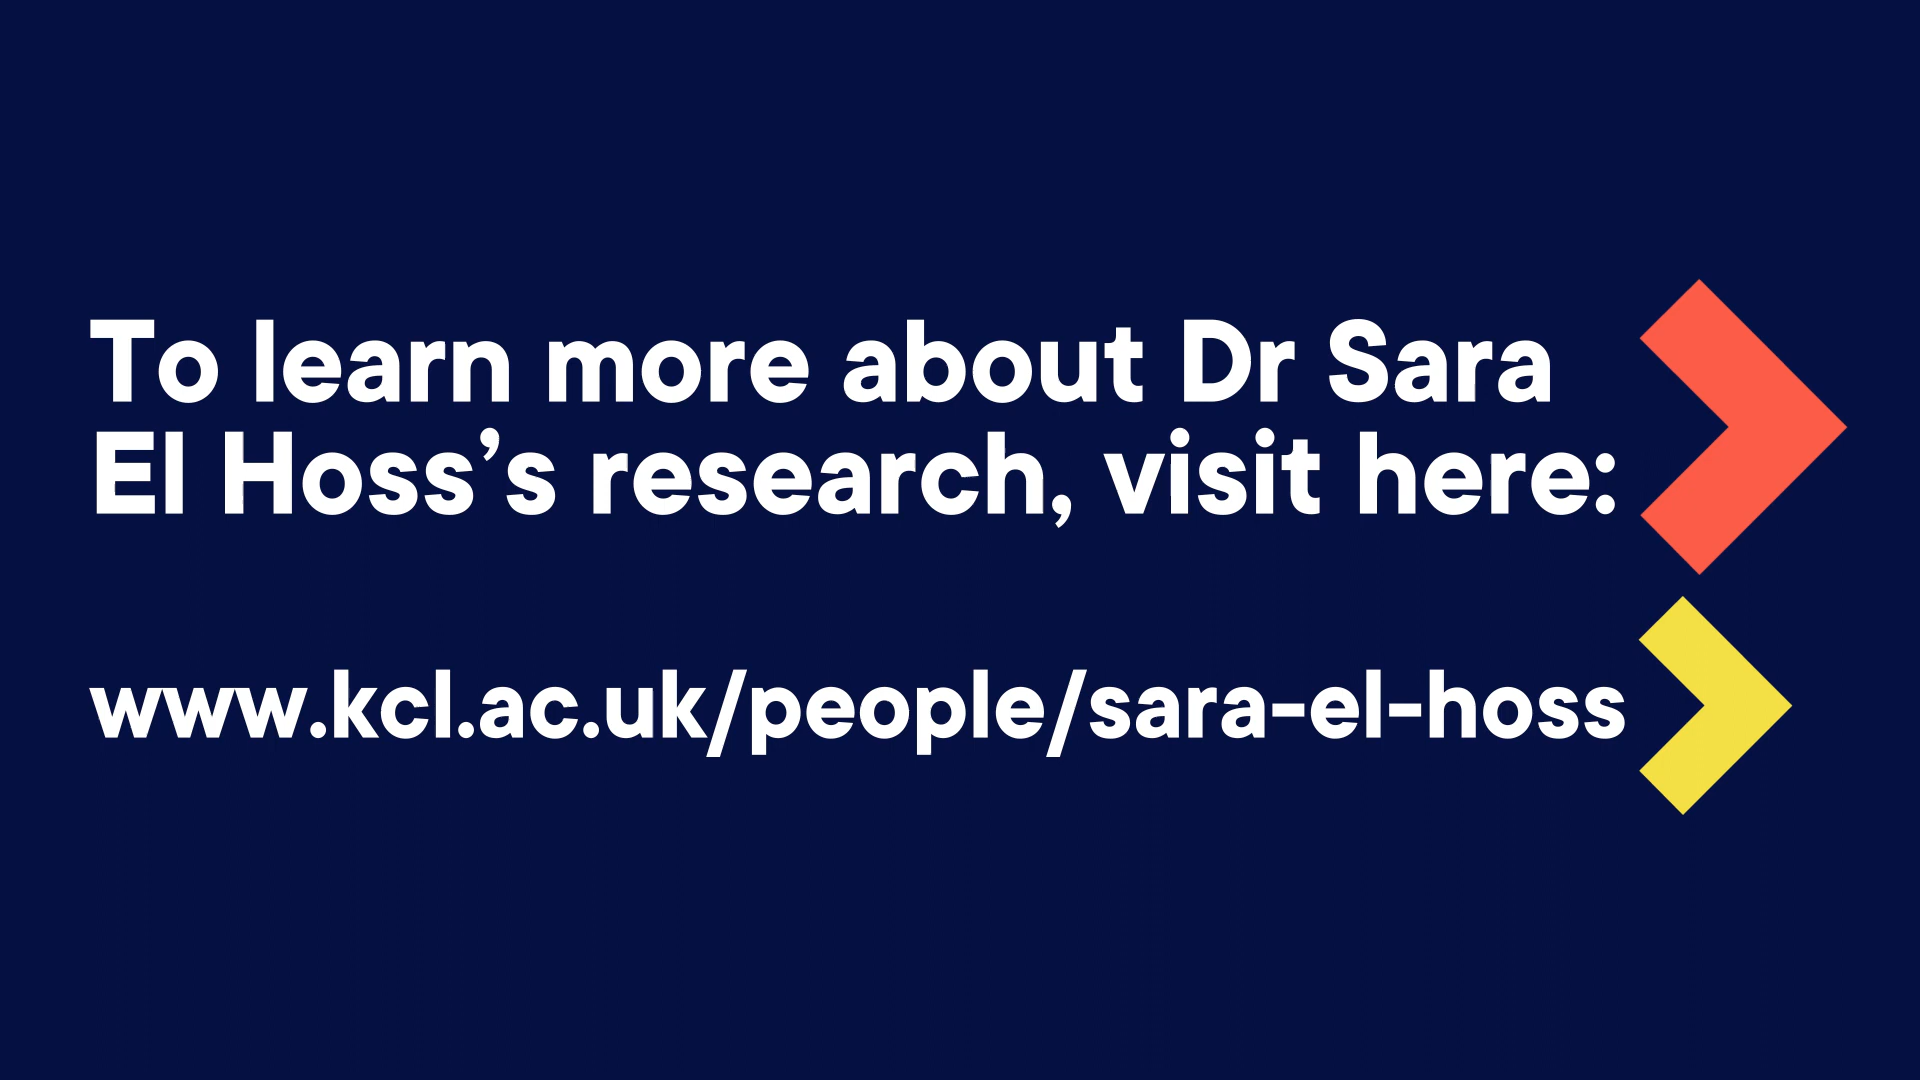 To learn more about Dr Sara
El Hoss’s research, visit here:
www.kcl.ac.uk/people/sara-el-hoss